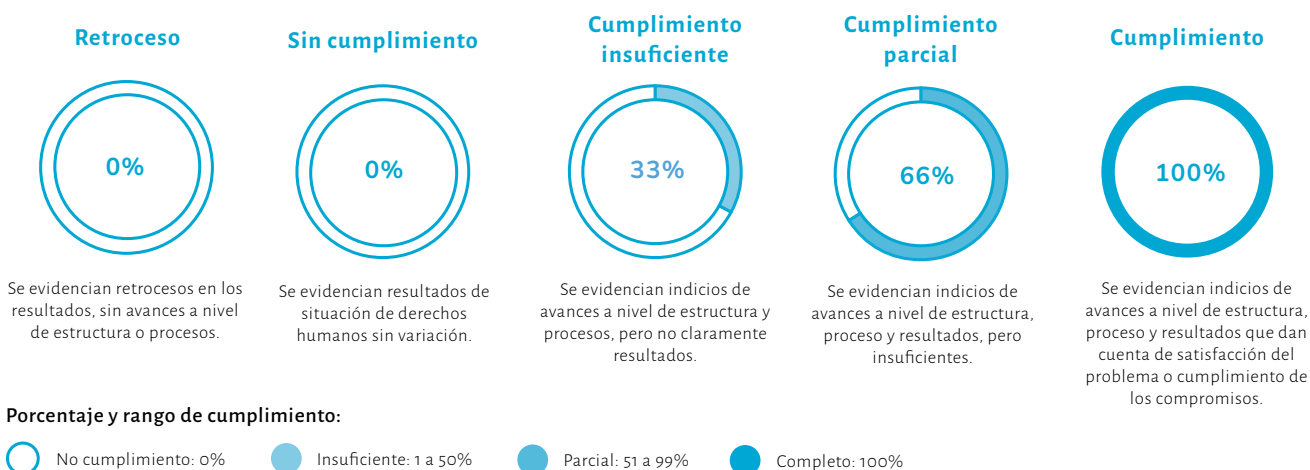 Retroceso
0%
Se evidencian retrocesos en los
resultados, sin avances a nivel
de estructura o procesos.
Sin cumplimiento
0%
Se evidencian resultados de
situación de derechos
humanos sin variación.
Cumplimiento
insuficiente
33%
Se evidencian indicios de
avances a nivel de estructura y
procesos, pero no claramente
resultados.
Cumplimiento
parcial
66%
Se evidencian indicios de
avances a nivel de estructura,
proceso y resultados, pero
insuficientes.
Cumplimiento
100%
Se evidencian indicios de
avances a nivel de estructura,
proceso y resultados que dan
cuenta de satisfacción del
problema o cumplimiento de
los compromisos.
Porcentaje y rango de cumplimiento:
No cumplimiento: 0%
Insuficiente: 1 a 50%
Parcial: 51 a 99%
Completo: 100%